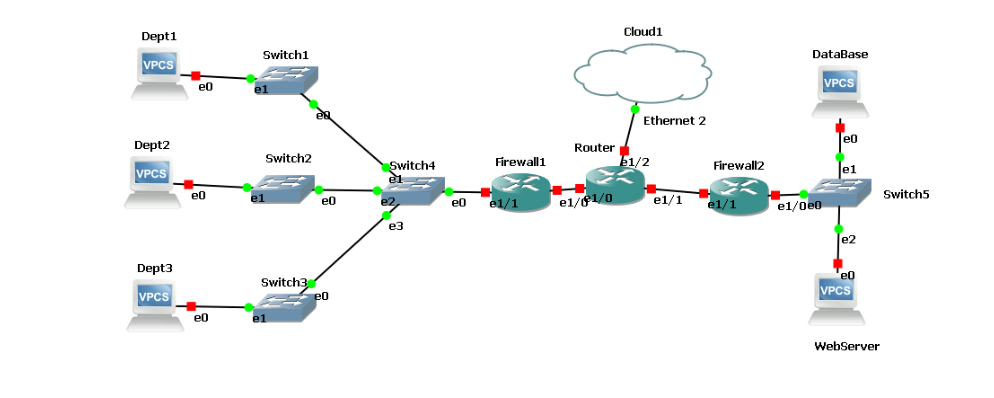 Cloud1
Dept1
VPCS
e0
Switch1
e1
e0
DataBase
VPCS
e0
Ethernet 2
Dept2
VPCS
e0
Switch2
e1
e0
Switch4
e1
e2
e0
e3
Firewall1
e1/1
e1/0
Router
e1/2
e1/0
e1/1
Firewall2
e1/1
e1/0
e0
e1
Switch5
e2
Dept3
VPCS
e0
Switch3
e1
e0
e0
VPCS
WebServer